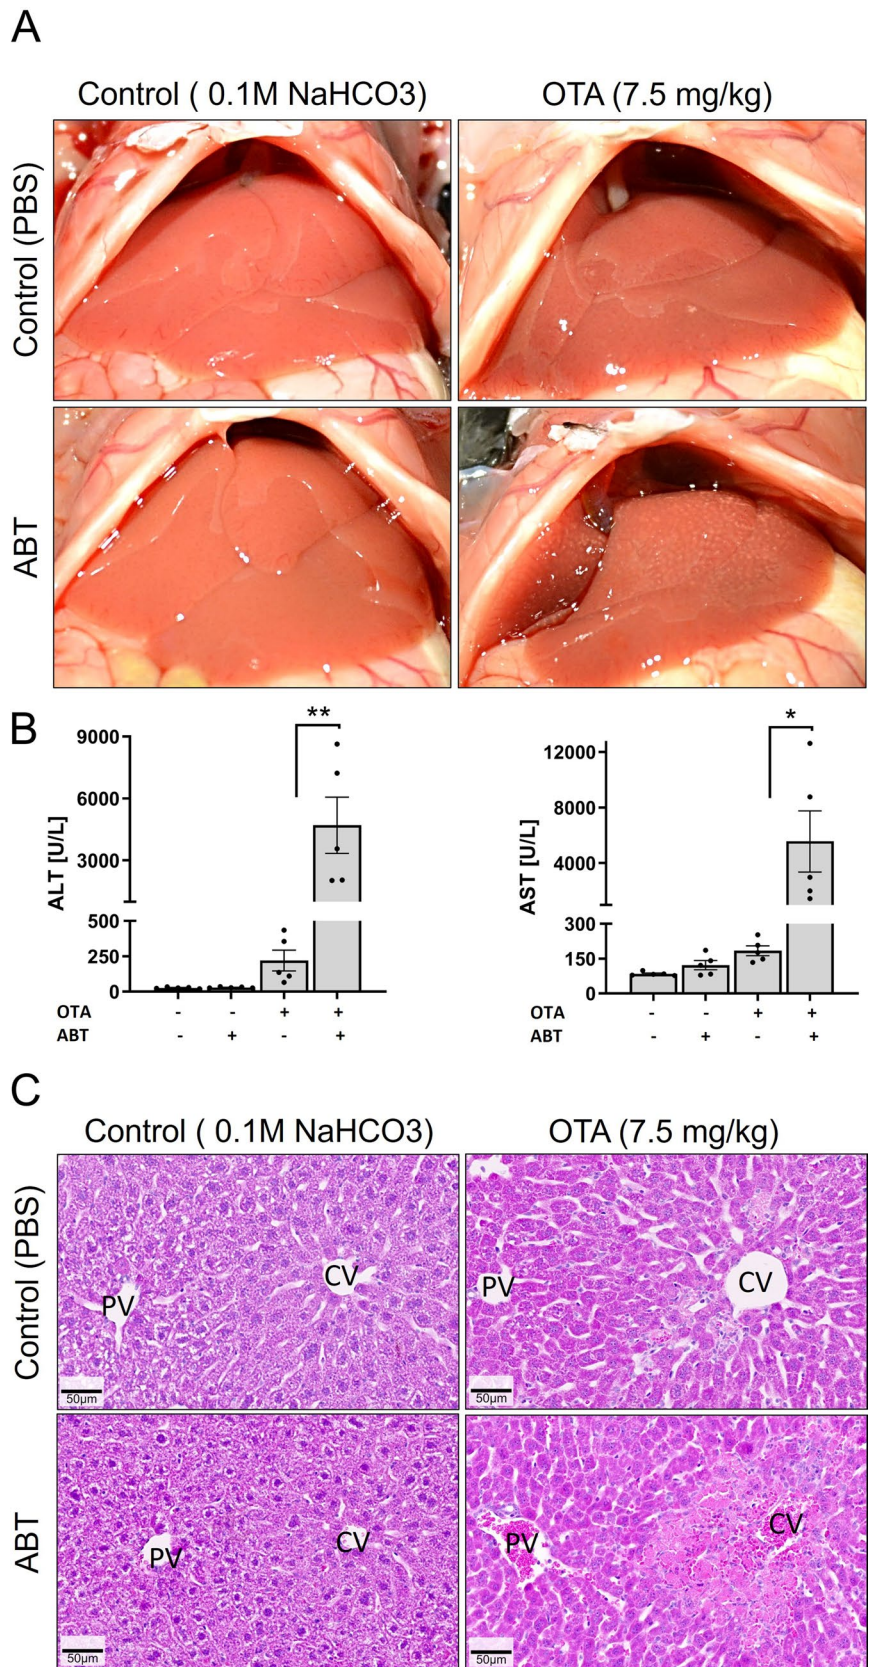 A
Control ( 0.1M NaHCO3)
OTA (7.5 mg/kg)
Control (PBS)
ABT
B
ALT [U/L]
9000
6000
3000
500
250
0
**
OTA - - + +
ABT - + - +
AST [U/L]
12000
8000
4000
300
150
0
*
OTA - - + +
ABT - + - +
C
Control ( 0.1M NaHCO3)
OTA (7.5 mg/kg)
Control (PBS)
PV
CV
50μm
PV
CV
50μm
ABT
PV
CV
50μm
PV
CV
50μm